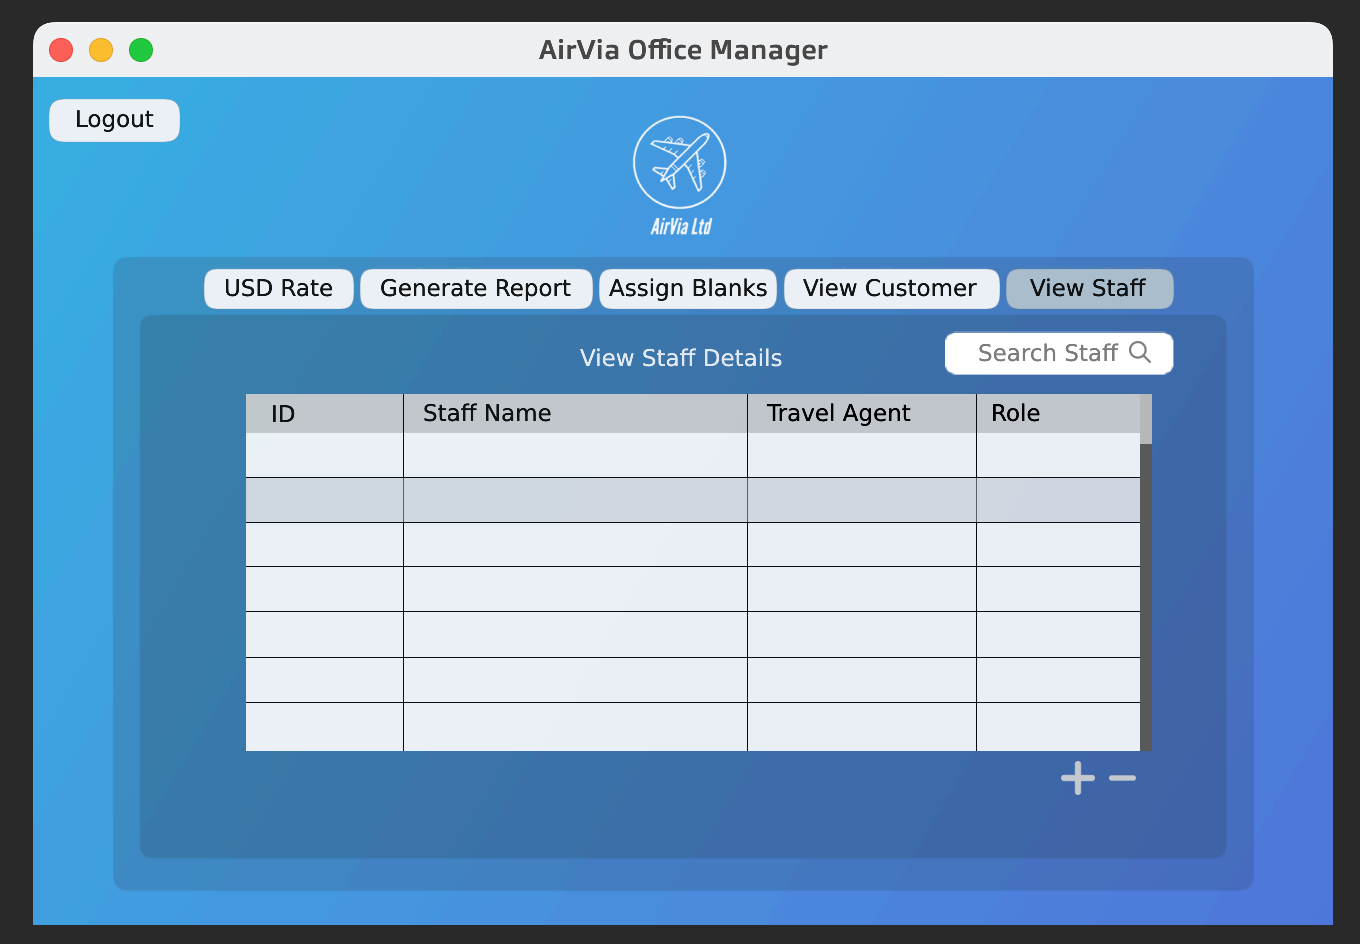 AirVia Office Manager
Logout
AirVia Ltd
USD Rate Generate Report Assign Blanks View Customer View Staff
View Staff Details
Search Staff
ID Staff Name Travel Agent Role